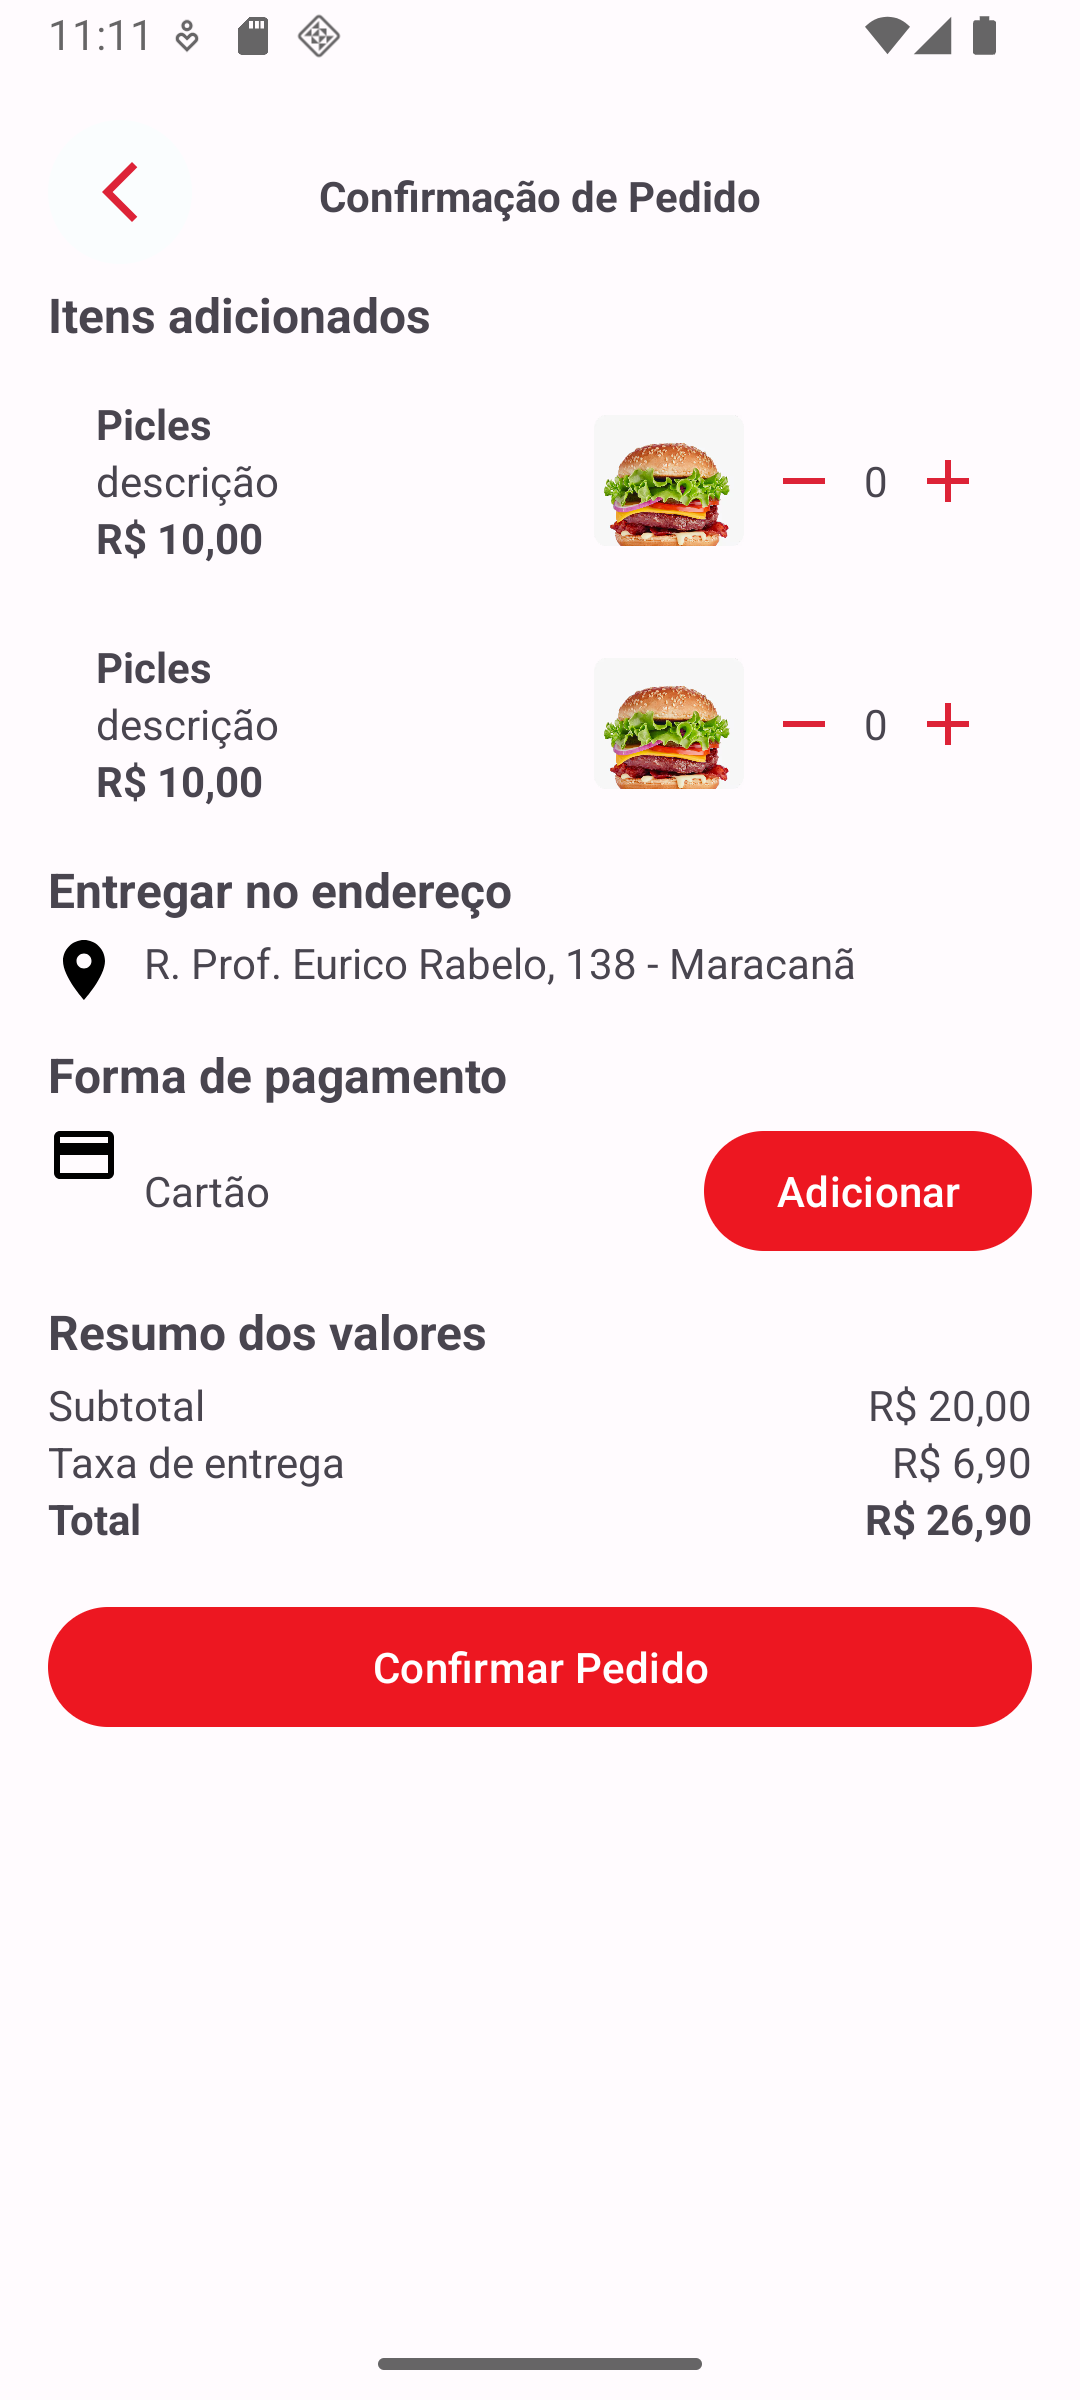 11:11
Confirmação de Pedido
Itens adicionados
Picles
descrição
R$ 10,00
0
Picles
descrição
R$ 10,00
0
Entregar no endereço
R. Prof. Eurico Rabelo, 138 - Maracanã
Forma de pagamento
Cartão
Adicionar
Resumo dos valores
Subtotal R$ 20,00
Taxa de entrega R$ 6,90
Total R$ 26,90
Confirmar Pedido